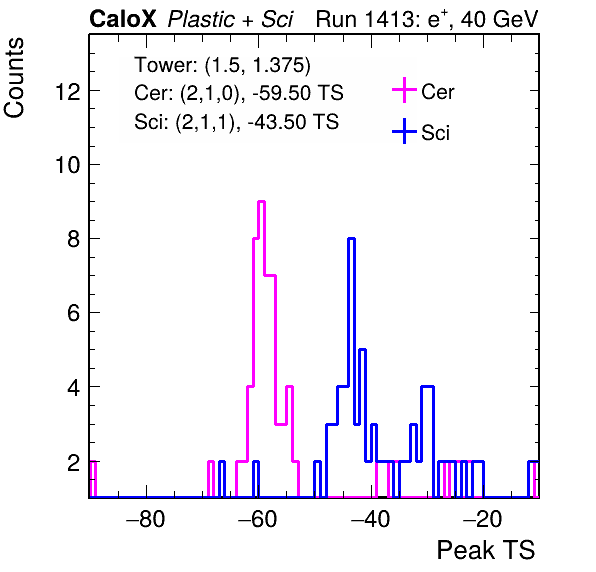 CaloX Plastic + Sci Run 1413: e+, 40 GeV
Counts
Tower: (1.5, 1.375)
Cer: (2,1,0), -59.50 TS
Sci: (2,1,1), -43.50 TS
Cer
Sci
12
10
8
6
4
2
−80 −60 −40 −20
Peak TS